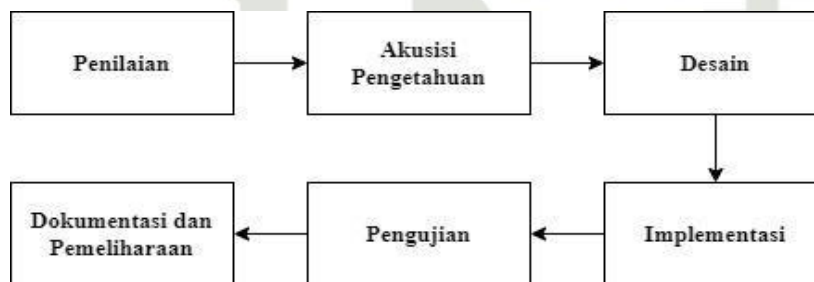 Penilaian
Akusisi
Pengetahuan
Desain
Implementasi
Pengujian
Dokumentasi dan
Pemeliharaan